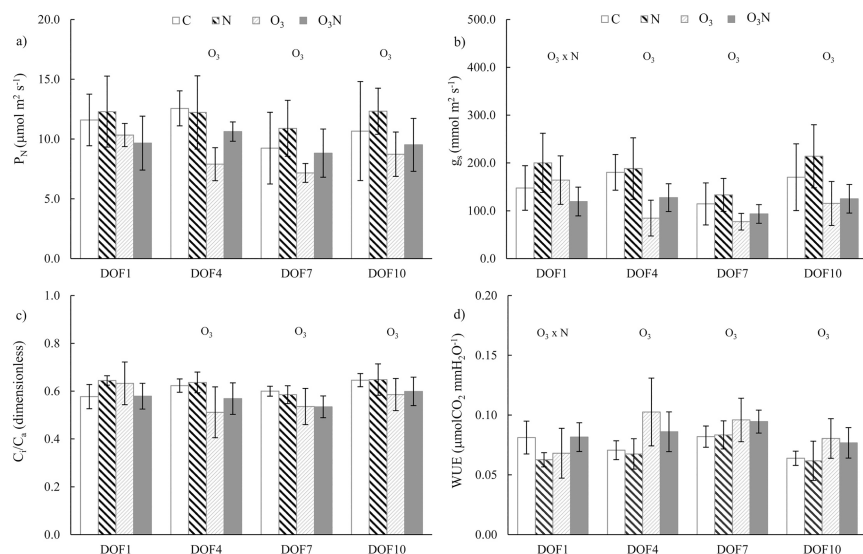 a)
C N O₃ O₃N
20.0
15.0
10.0
5.0
0.0
P_N (µmol m² s⁻¹)
O₃ O₃ O₃
DOF1 DOF4 DOF7 DOF10
b)
C N O₃ O₃N
500.0
400.0
300.0
200.0
100.0
0.0
g_s (mmol m² s⁻¹)
O₃ x N O₃ O₃ O₃
DOF1 DOF4 DOF7 DOF10
c)
1.0
0.8
0.6
0.4
0.2
0.0
C_i/C_a (dimensionless)
O₃ O₃ O₃
DOF1 DOF4 DOF7 DOF10
d)
0.20
0.15
0.10
0.05
0.00
WUE (µmolCO₂ mmH₂O⁻¹)
O₃ x N O₃ O₃ O₃
DOF1 DOF4 DOF7 DOF10